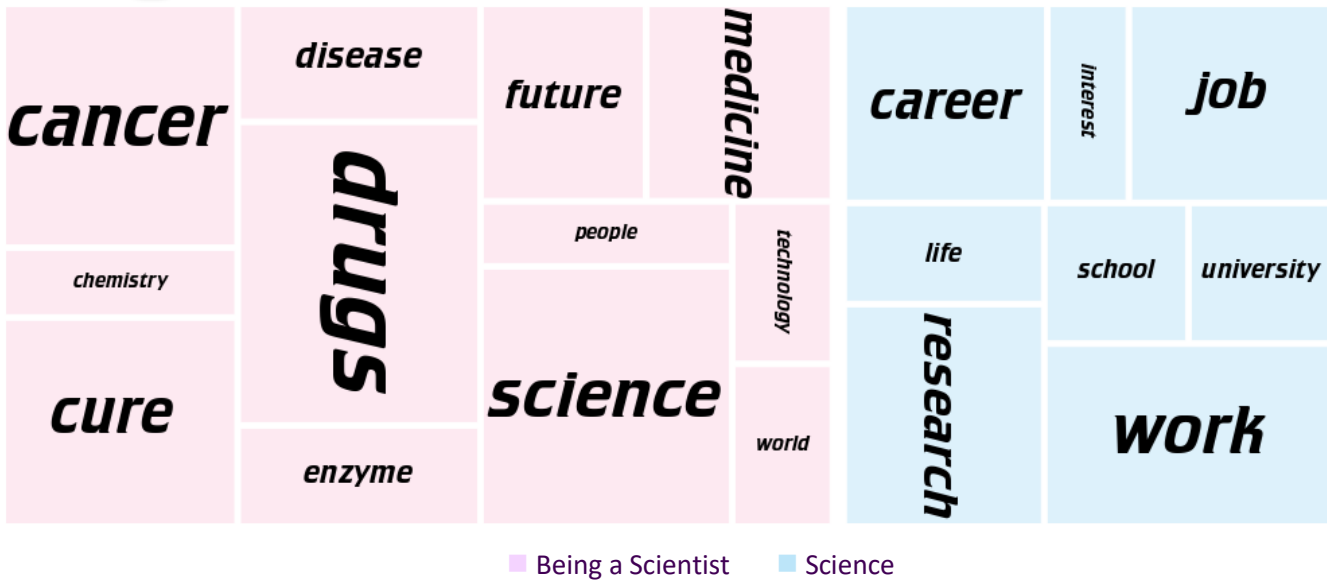 cancer
chemistry
cure
disease
drugs
enzyme
future
medicine
people
technology
science
world
career
interest
job
life
school
university
research
work
Being a Scientist
Science